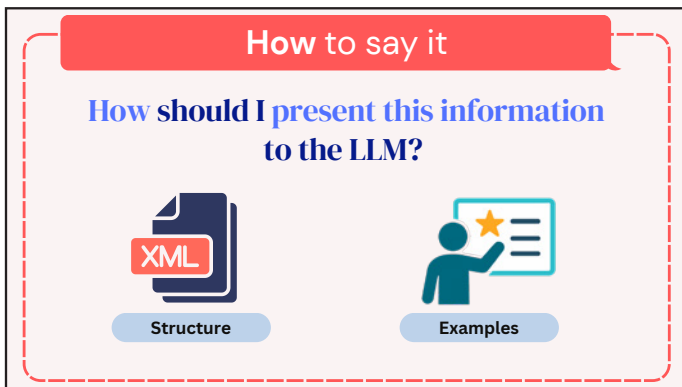 How to say it
How should I present this information
to the LLM?
XML
Structure
Examples